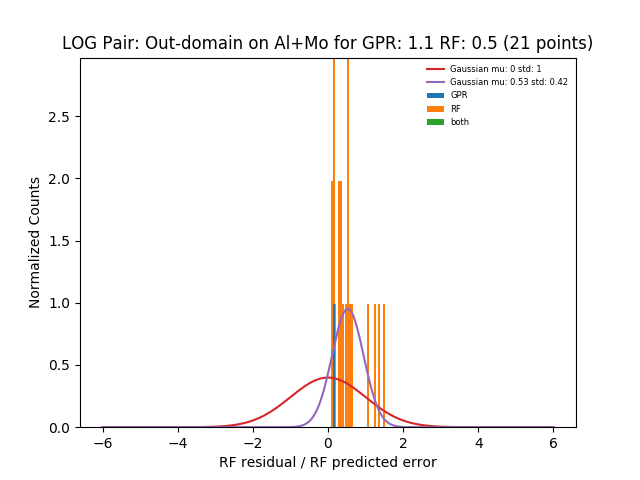 LOG Pair: Out-domain on Al+Mo for GPR: 1.1 RF: 0.5 (21 points)
Gaussian mu: 0 std: 1
Gaussian mu: 0.53 std: 0.42
GPR
RF
both
Normalized Counts
2.5
2.0
1.5
1.0
0.5
0.0
−6 −4 −2 0 2 4 6
RF residual / RF predicted error